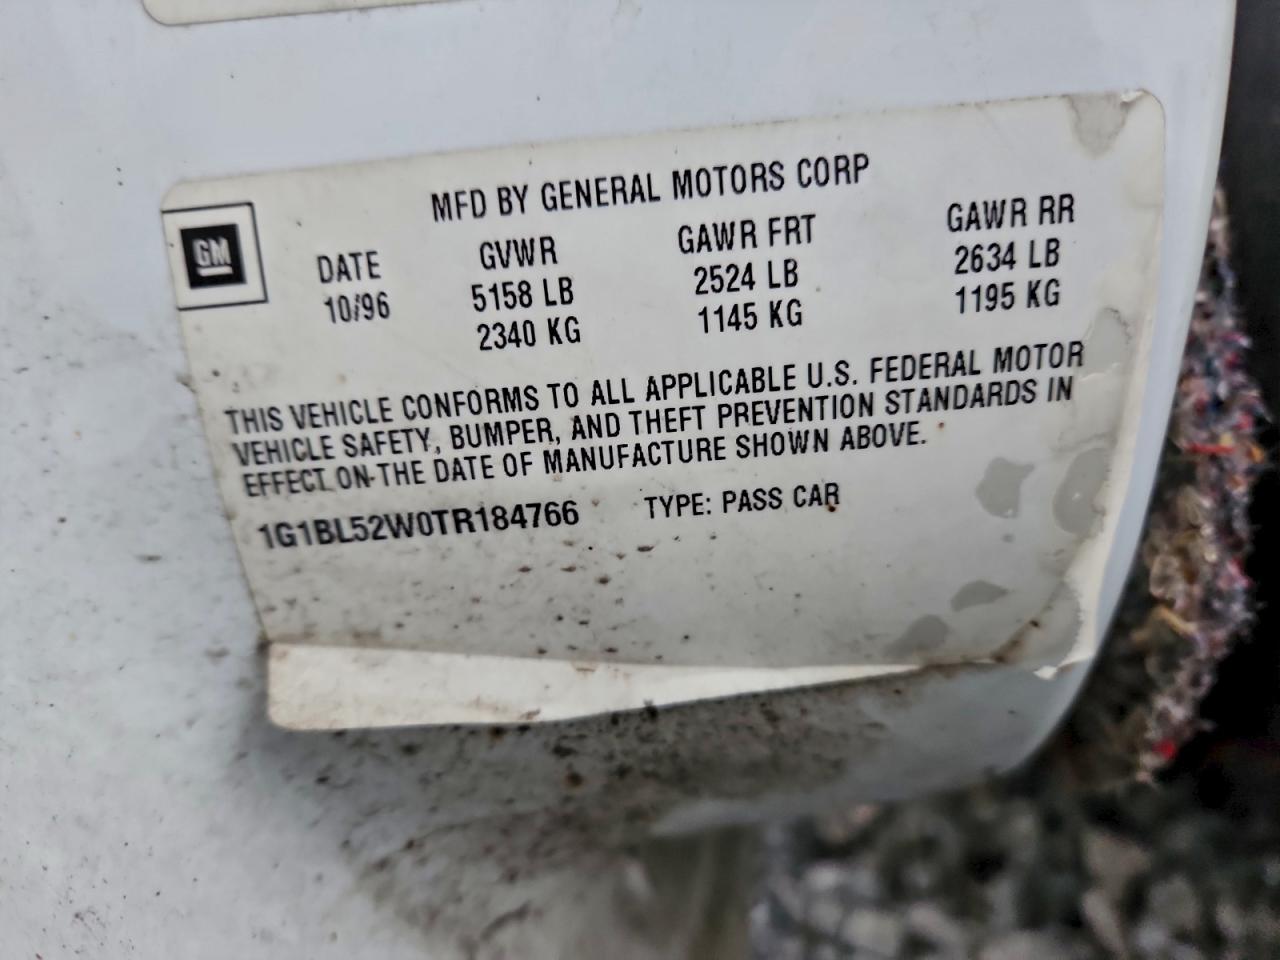 GM
MFD BY GENERAL MOTORS CORP
DATE GVWR GAWR FRT GAWR RR
10/96 5158 LB 2524 LB 2634 LB
2340 KG 1145 KG 1195 KG
THIS VEHICLE CONFORMS TO ALL APPLICABLE U.S. FEDERAL MOTOR
VEHICLE SAFETY, BUMPER, AND THEFT PREVENTION STANDARDS IN
EFFECT ON THE DATE OF MANUFACTURE SHOWN ABOVE.
1G1BL52W0TR184766 TYPE: PASS CAR